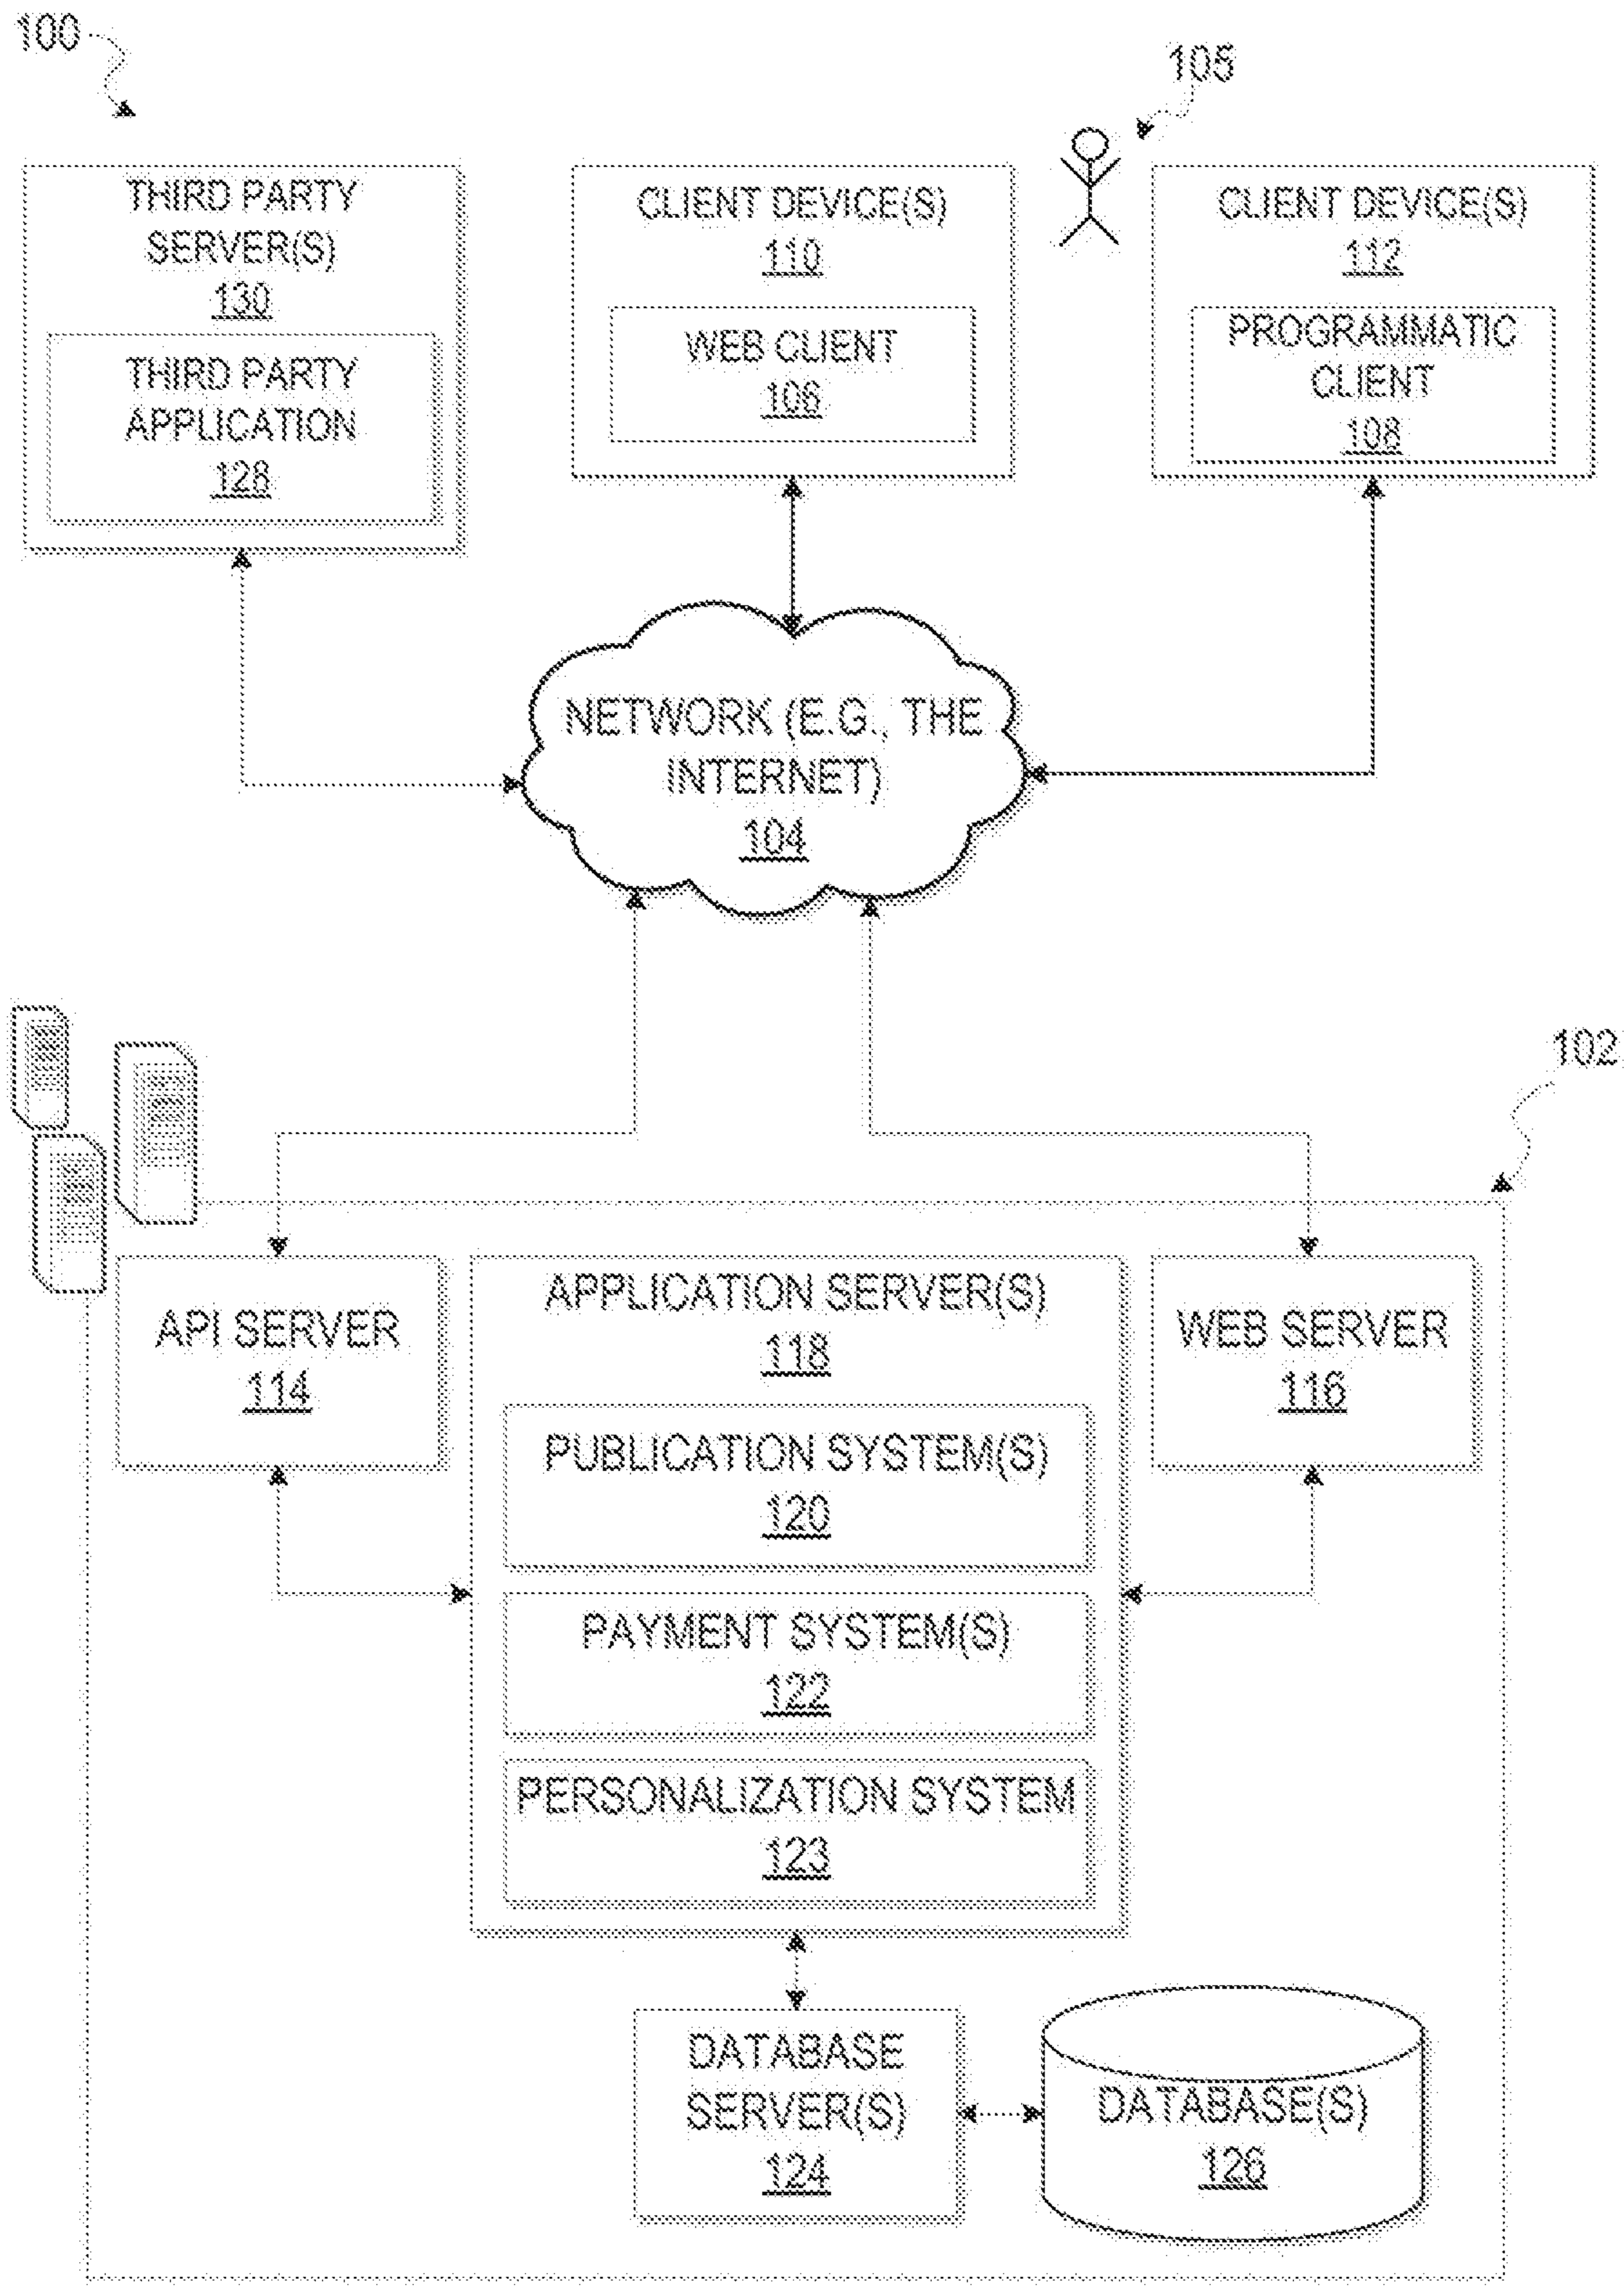 100
105
THIRD PARTY
SERVER(S)
130
THIRD PARTY
APPLICATION
128
CLIENT DEVICE(S)
110
WEB CLIENT
106
CLIENT DEVICE(S)
112
PROGRAMMATIC
CLIENT
108
NETWORK (E.G., THE
INTERNET)
104
102
API SERVER
114
APPLICATION SERVER(S)
118
PUBLICATION SYSTEM(S)
120
PAYMENT SYSTEM(S)
122
PERSONALIZATION SYSTEM
123
WEB SERVER
116
DATABASE
SERVER(S)
124
DATABASE(S)
126